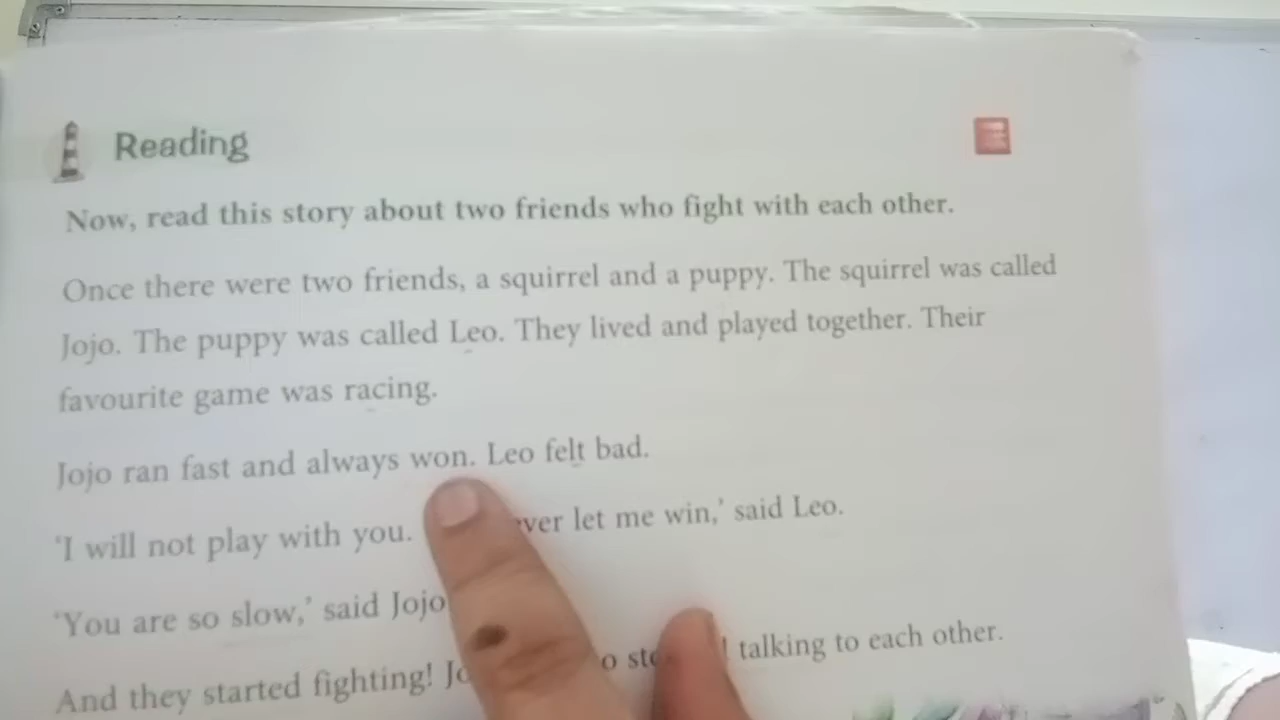 Reading
Now, read this story about two friends who fight with each other.
Once there were two friends, a squirrel and a puppy. The squirrel was called
Jojo. The puppy was called Leo. They lived and played together. Their
favourite game was racing.
Jojo ran fast and always won. Leo felt bad.
‘I will not play with you. let me win,’ said Leo.
‘You are so slow,’ said Jojo
And they started fighting! talking to each other.